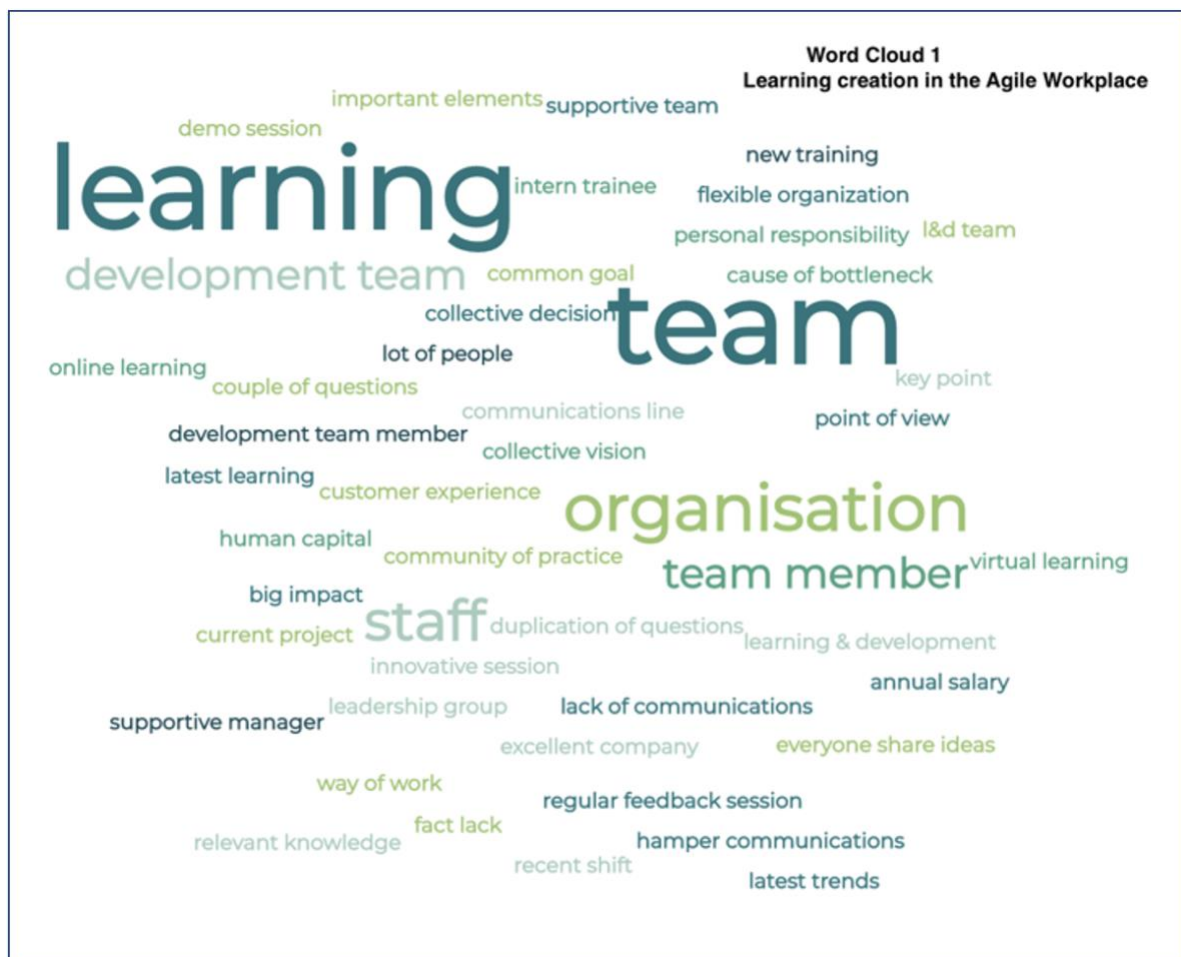 Word Cloud 1
Learning creation in the Agile Workplace
important elements
supportive team
demo session
learning
new training
intern trainee
flexible organization
personal responsibility
l&d team
development team
common goal
cause of bottleneck
collective decision
team
lot of people
online learning
couple of questions
key point
communications line
point of view
development team member
collective vision
latest learning
customer experience
organisation
human capital
community of practice
team member
virtual learning
big impact
staff
duplication of questions
current project
learning & development
innovative session
annual salary
leadership group
lack of communications
supportive manager
excellent company
everyone share ideas
way of work
regular feedback session
fact lack
relevant knowledge
hamper communications
recent shift
latest trends